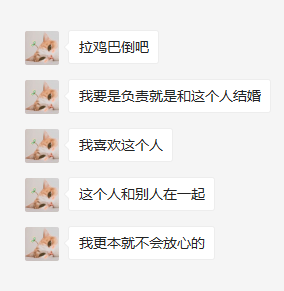 拉鸡巴倒吧
我要是负责就是和这个人结婚
我喜欢这个人
这个人和别人在一起
我更本就不会放心的